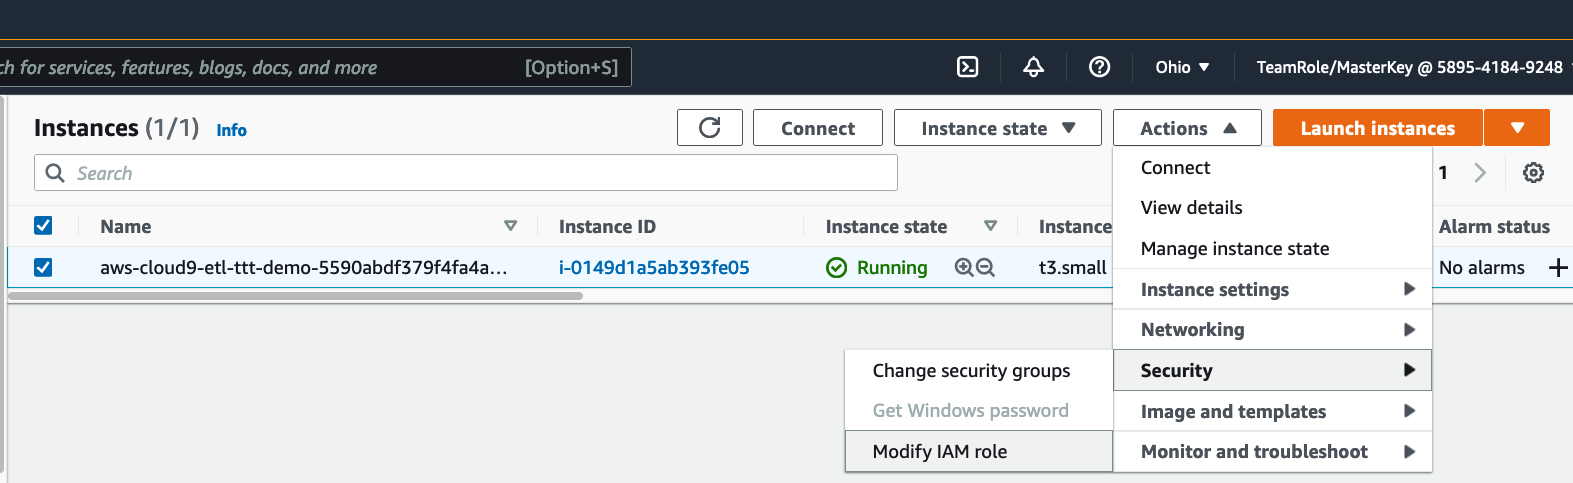 ch for services, features, blogs, docs, and more [Option+S] Ohio TeamRole/MasterKey @ 5895-4184-9248
Instances (1/1) Info Connect Instance state Actions Launch instances
Search
Connect
1
View details
Name Instance ID Instance state Instance Alarm status
Manage instance state
aws-cloud9-etl-ttt-demo-5590abdf379f4fa4a... i-0149d1a5ab393fe05 Running t3.small No alarms
Instance settings
Networking
Security
Change security groups
Get Windows password
Modify IAM role
Image and templates
Monitor and troubleshoot